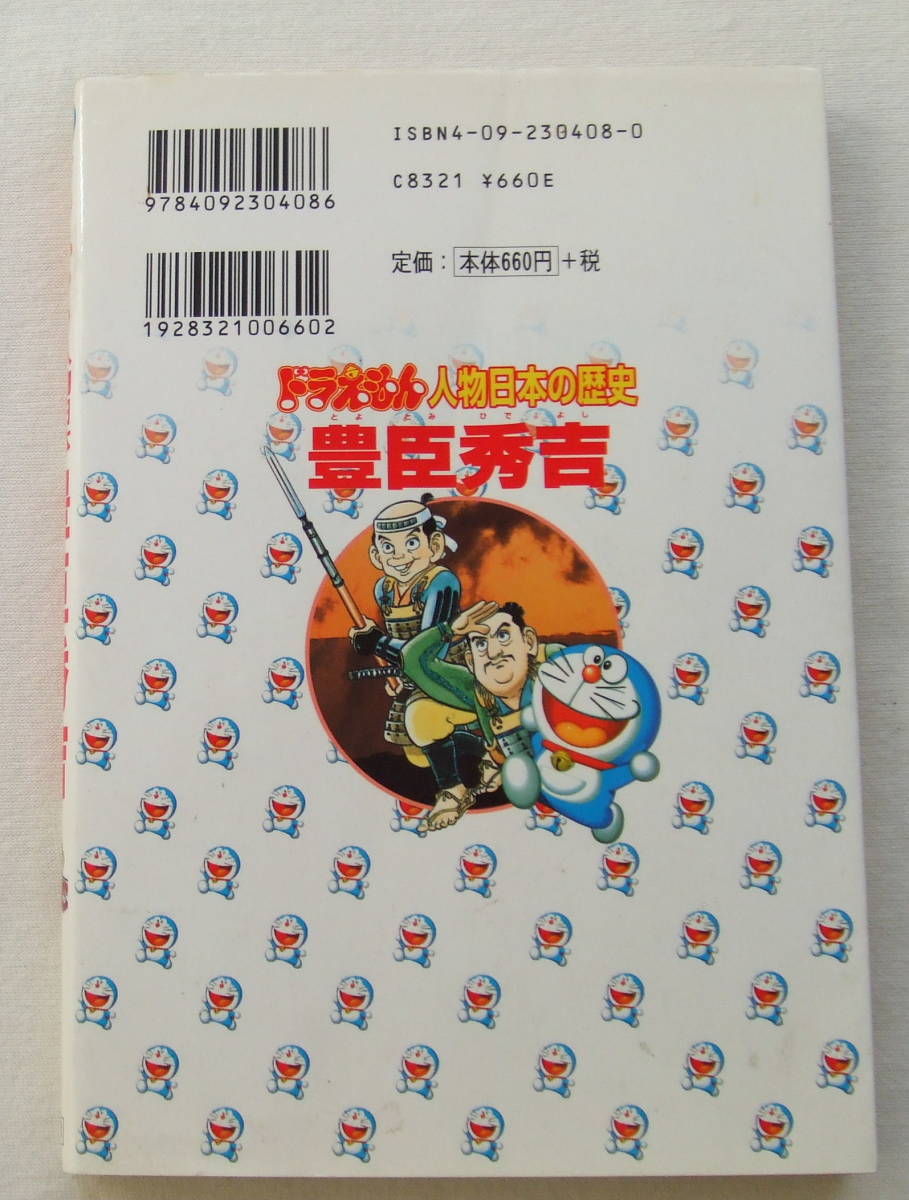 ISBN4-09-230408-0
9784092304086
C8321 ¥660E
定価：本体660円+税
1928321006602
ドラえもん人物日本の歴史
とよ とみ ひで よし
豊臣秀吉